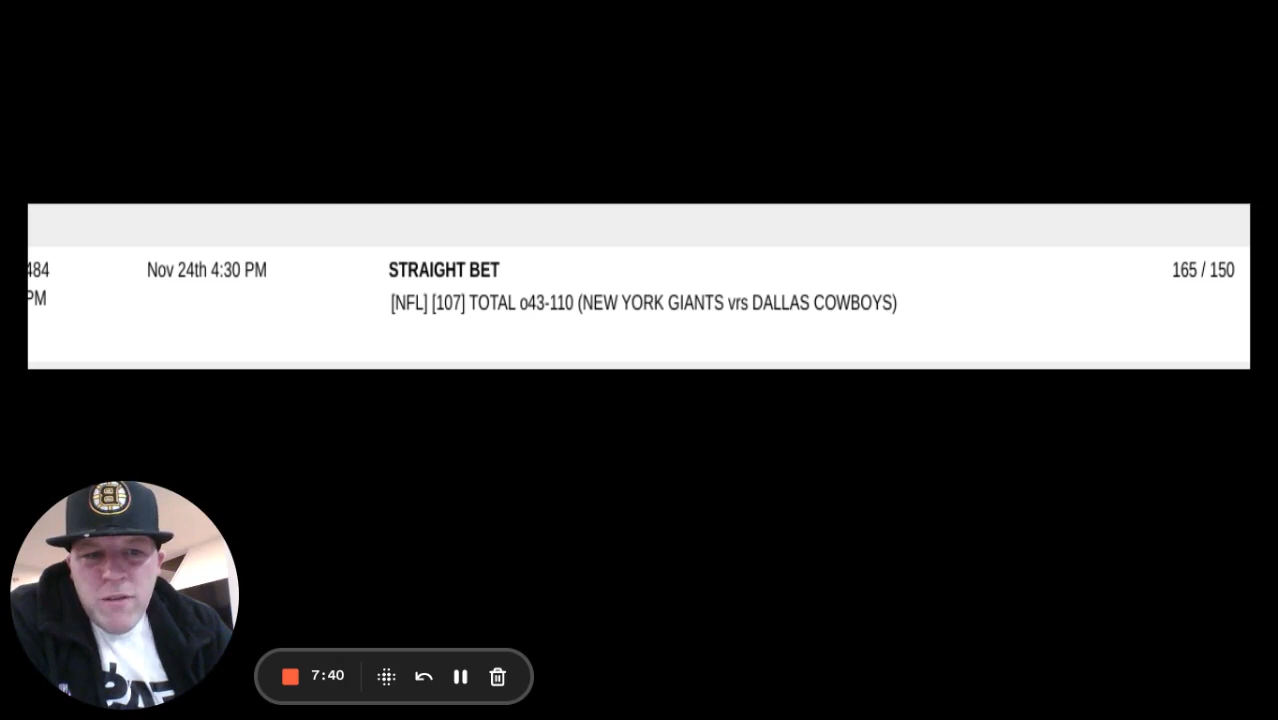 484 Nov 24th 4:30 PM STRAIGHT BET 165 / 150
PM [NFL] [107] TOTAL o43-110 (NEW YORK GIANTS vrs DALLAS COWBOYS)
B
7:40